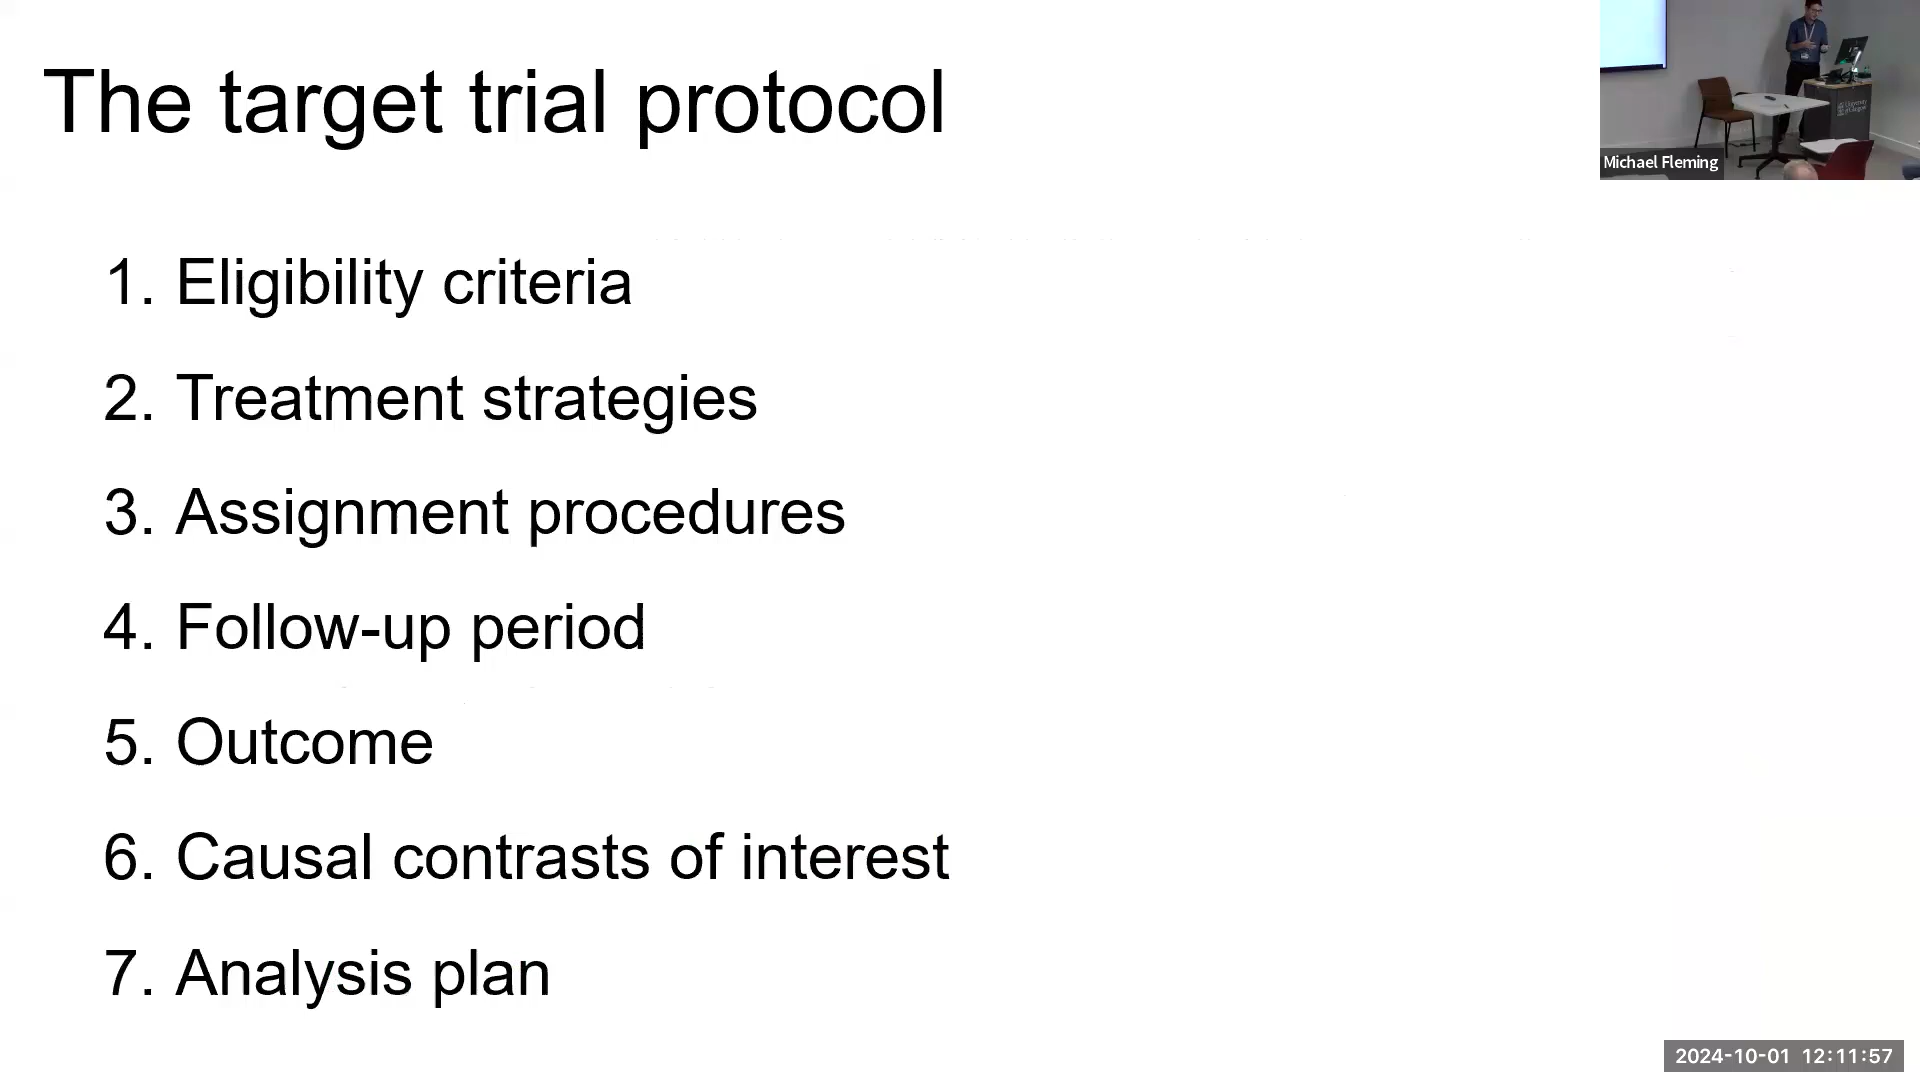 The target trial protocol
Michael Fleming
1. Eligibility criteria
2. Treatment strategies
3. Assignment procedures
4. Follow-up period
5. Outcome
6. Causal contrasts of interest
7. Analysis plan
2024-10-01 12:11:57